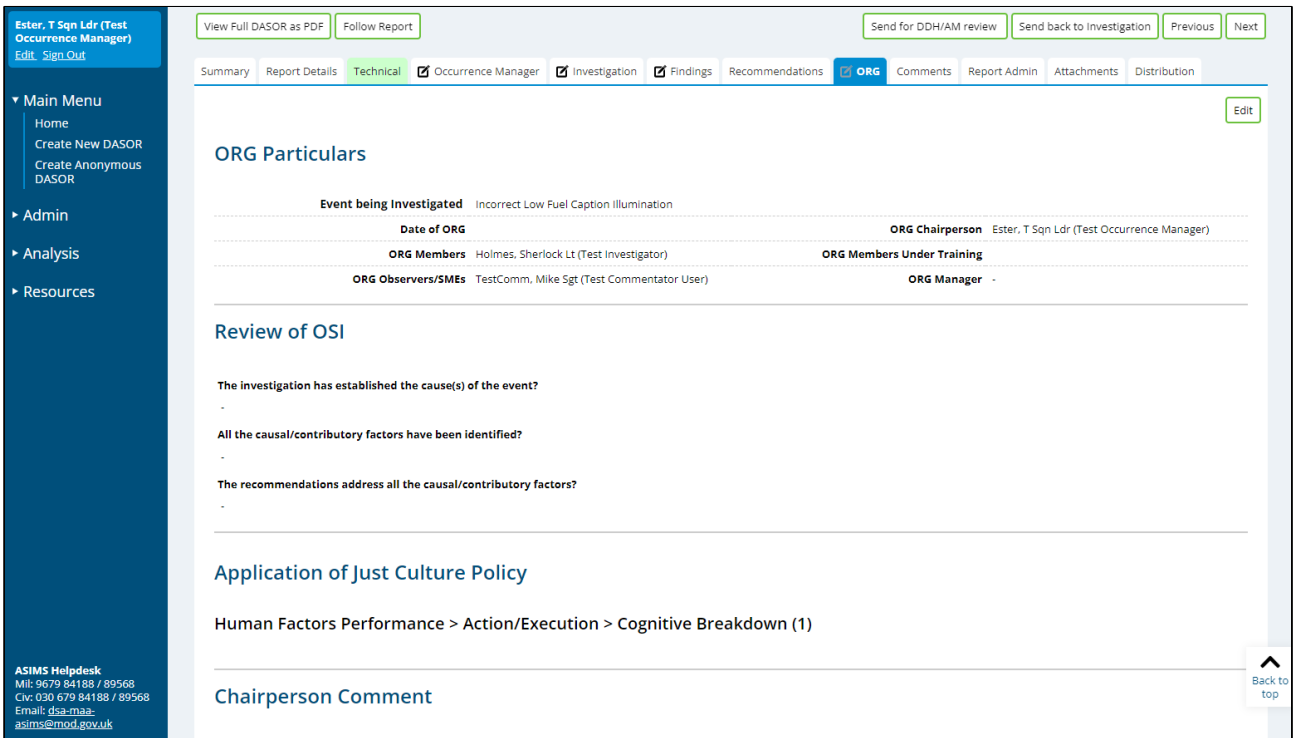 Ester, T Sqn Ldr (Test
Occurrence Manager)
Edit Sign Out
Main Menu
Home
Create New DASOR
Create Anonymous
DASOR
Admin
Analysis
Resources
ASIMS Helpdesk
Mil: 9679 84188 / 89568
Civ: 030 679 84188 / 89568
Email: dsa-maa-
asims@mod.gov.uk
View Full DASOR as PDF Follow Report Send for DDH/AM review Send back to Investigation Previous Next
Summary Report Details Technical Occurrence Manager Investigation Findings Recommendations ORG Comments Report Admin Attachments Distribution
Edit
ORG Particulars
Event being Investigated Incorrect Low Fuel Caption Illumination
Date of ORG ORG Chairperson Ester, T Sqn Ldr (Test Occurrence Manager)
ORG Members Holmes, Sherlock Lt (Test Investigator) ORG Members Under Training
ORG Observers/SMEs TestComm, Mike Sgt (Test Commentator User) ORG Manager -
Review of OSI
The investigation has established the cause(s) of the event?
-
All the causal/contributory factors have been identified?
-
The recommendations address all the causal/contributory factors?
-
Application of Just Culture Policy
Human Factors Performance > Action/Execution > Cognitive Breakdown (1)
Chairperson Comment
Back to
top